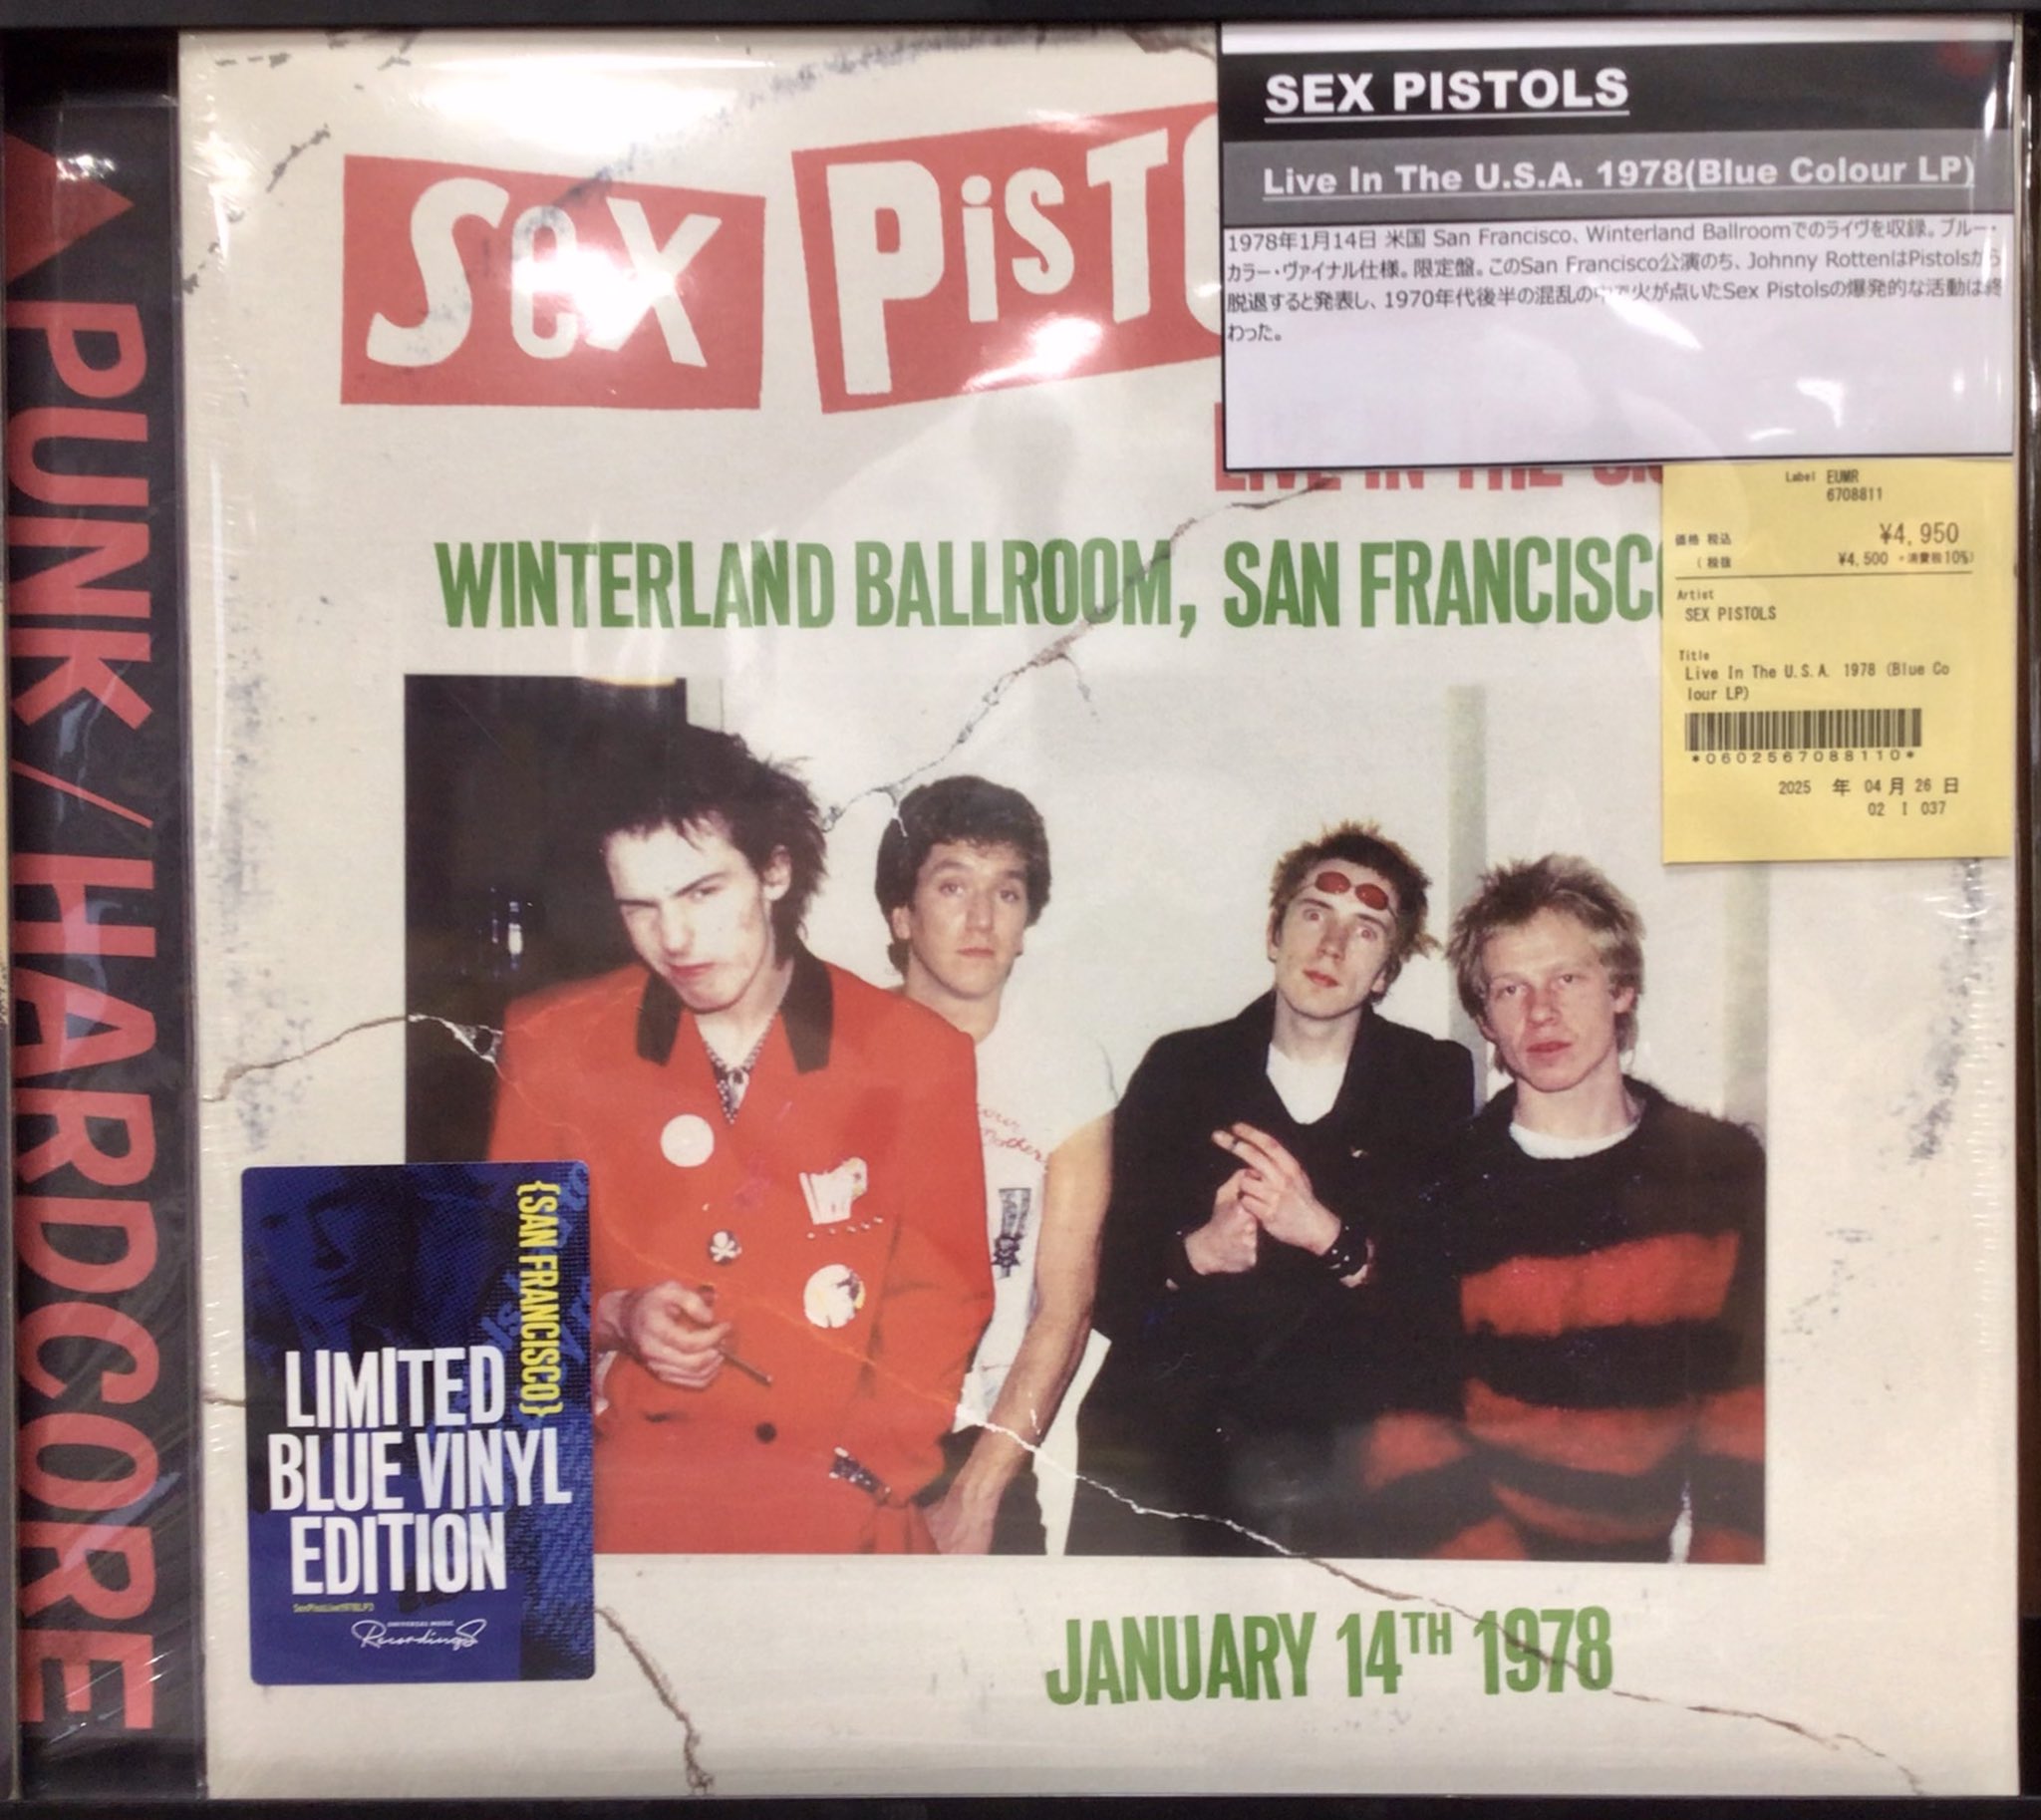 SEX PISTOLS
Live In The U.S.A. 1978(Blue Colour LP)
1978年1月14日 米国 San Francisco、Winterland Ballroomでのライヴを収録。ブルー・
カラー・ヴァイナル仕様。限定盤。このSan Francisco公演のち、Johnny RottenはPistolsから
脱退すると発表し、1970年代後半の混乱の中で火が点いたSex Pistolsの爆発的な活動は終
わった。
SeX PiSTO
LIVE IN THE
WINTERLAND BALLROOM, SAN FRANCISCO
Label EUMR
6708811
価格 税込 ¥4,950
(税抜 ¥4,500 +消費税10%)
Artist
SEX PISTOLS
Title
Live In The U.S.A. 1978 (Blue Co
lour LP)
*0602567088110*
2025 年 04月 26 日
02 I 037
PUNK/HARDCORE
{SAN FRANCISCO}
LIMITED
BLUE VINYL
EDITION
UNIVERSAL MUSIC
Recordings
JANUARY 14TH 1978